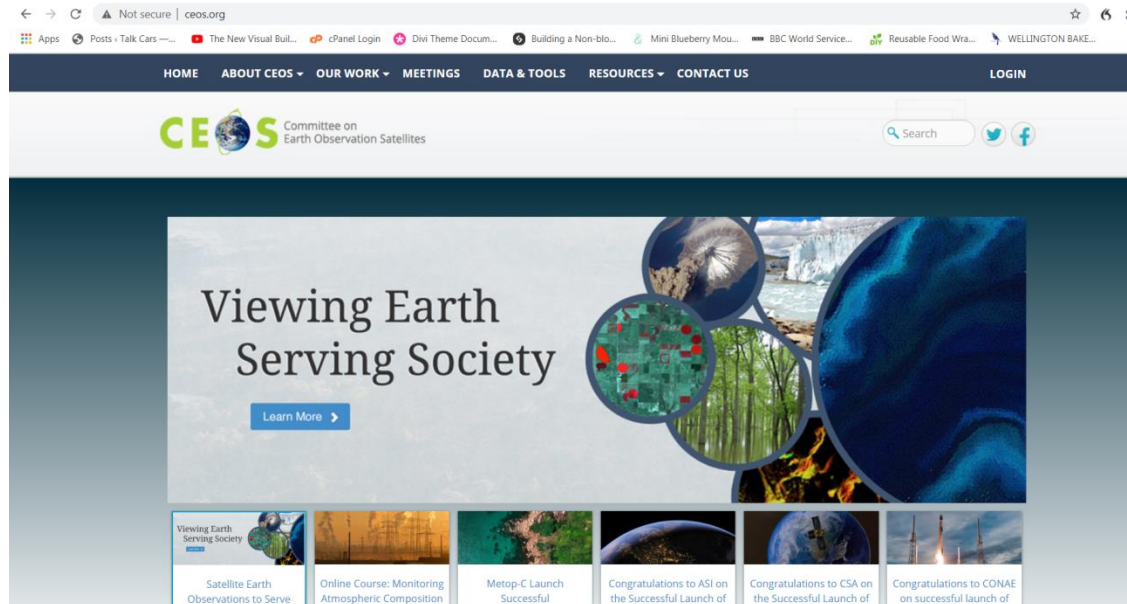 Not secure | ceos.org
Apps Posts ‹ Talk Cars —... The New Visual Buil... cPanel Login Divi Theme Docum... Building a Non-blo... Mini Blueberry Mou... BBC World Service... Reusable Food Wra... WELLINGTON BAKE...
HOME ABOUT CEOS OUR WORK MEETINGS DATA & TOOLS RESOURCES CONTACT US LOGIN
CEOS
Committee on
Earth Observation Satellites
Search
Viewing Earth
Serving Society
Learn More
Viewing Earth
Serving Society
Satellite Earth
Observations to Serve
Online Course: Monitoring
Atmospheric Composition
Metop-C Launch
Successful
Congratulations to ASI on
the Successful Launch of
Congratulations to CSA on
the Successful Launch of
Congratulations to CONAE
on successful launch of